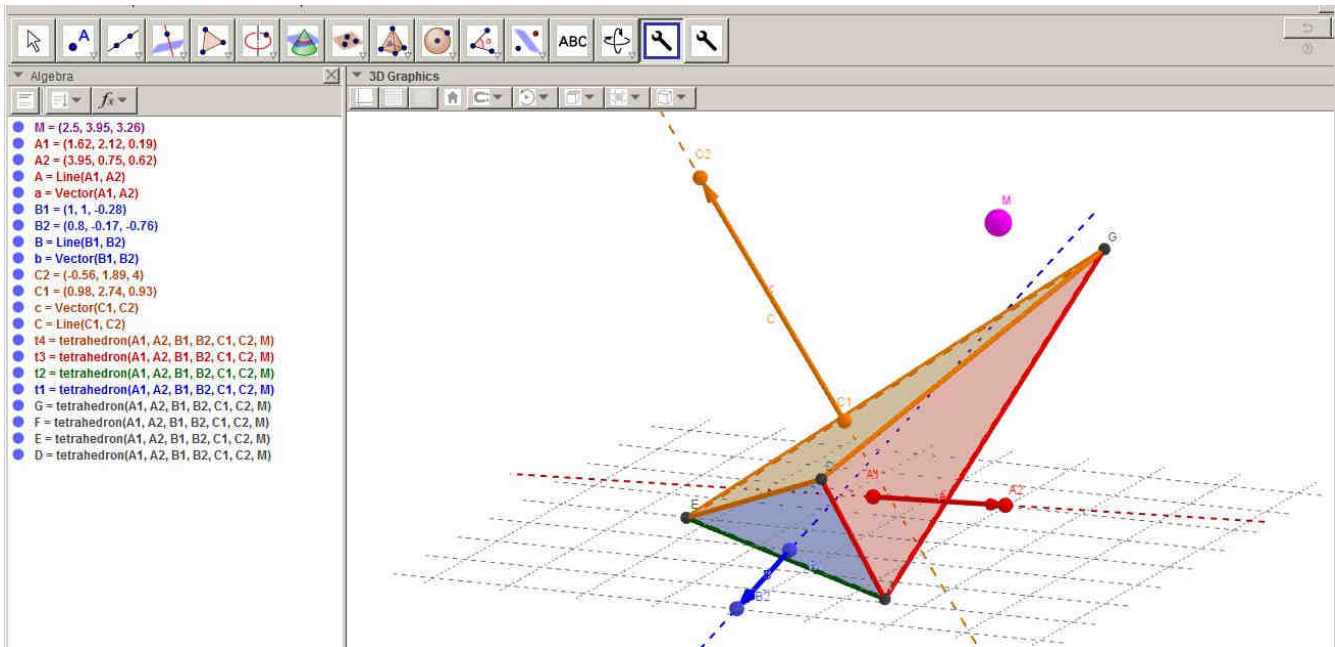 ABC
Algebra
3D Graphics
fx
M = (2.5, 3.95, 3.26)
A1 = (1.62, 2.12, 0.19)
A2 = (3.95, 0.75, 0.62)
A = Line(A1, A2)
a = Vector(A1, A2)
B1 = (1, 1, -0.28)
B2 = (0.8, -0.17, -0.76)
B = Line(B1, B2)
b = Vector(B1, B2)
C2 = (-0.56, 1.89, 4)
C1 = (0.98, 2.74, 0.93)
c = Vector(C1, C2)
C = Line(C1, C2)
t4 = tetrahedron(A1, A2, B1, B2, C1, C2, M)
t3 = tetrahedron(A1, A2, B1, B2, C1, C2, M)
t2 = tetrahedron(A1, A2, B1, B2, C1, C2, M)
t1 = tetrahedron(A1, A2, B1, B2, C1, C2, M)
G = tetrahedron(A1, A2, B1, B2, C1, C2, M)
F = tetrahedron(A1, A2, B1, B2, C1, C2, M)
E = tetrahedron(A1, A2, B1, B2, C1, C2, M)
D = tetrahedron(A1, A2, B1, B2, C1, C2, M)
C2
M
G
C
C1
A1
A2
E
B2